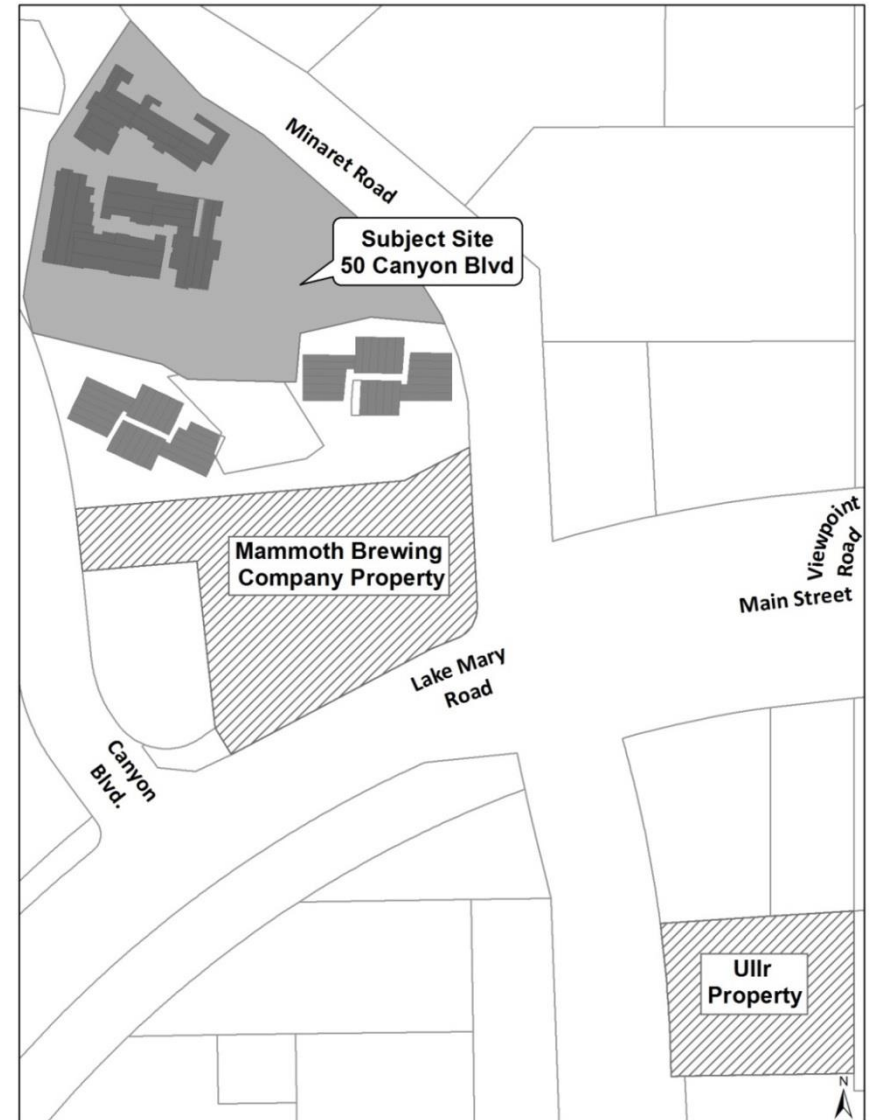 Minaret Road
Subject Site
50 Canyon Blvd
Mammoth Brewing
Company Property
Viewpoint
Road
Main Street
Lake Mary
Road
Canyon
Blvd.
Ullr
Property
N